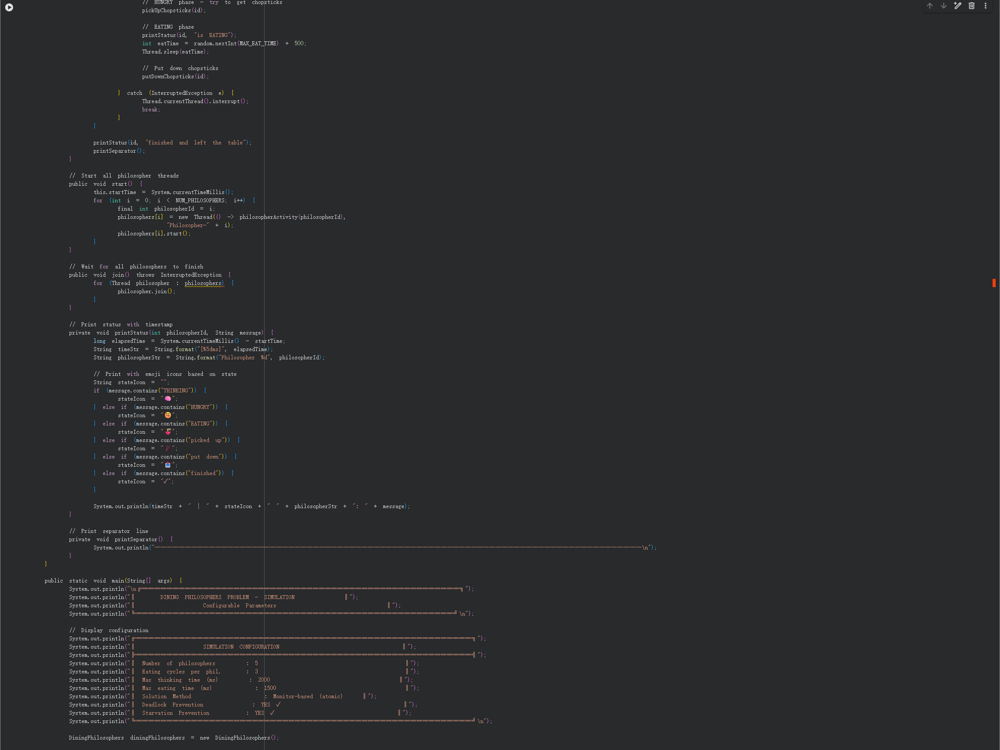 // HUNGRY phase - try to get chopsticks
pickUpChopsticks(id);
// EATING phase
printStatus(id, "is EATING");
int eatTime = random.nextInt(MAX_EAT_TIME) + 500;
Thread.sleep(eatTime);
// Put down chopsticks
putDownChopsticks(id);
} catch (InterruptedException e) {
Thread.currentThread().interrupt();
break;
}
}
printStatus(id, "finished and left the table");
printSeparator();
}
// Start all philosopher threads
public void start() {
this.startTime = System.currentTimeMillis();
for (int i = 0; i < NUM_PHILOSOPHERS; i++) {
final int philosopherId = i;
philosophers[i] = new Thread(() -> philosopherActivity(philosopherId),
"Philosopher-" + i);
philosophers[i].start();
}
}
// Wait for all philosophers to finish
public void join() throws InterruptedException {
for (Thread philosopher : philosophers) {
philosopher.join();
}
}
// Print status with timestamp
private void printStatus(int philosopherId, String message) {
long elapsedTime = System.currentTimeMillis() - startTime;
String timeStr = String.format("[%5dms]", elapsedTime);
String philosopherStr = String.format("Philosopher %d", philosopherId);
// Print with emoji icons based on state
String stateIcon = "";
if (message.contains("THINKING")) {
stateIcon = "🧠";
} else if (message.contains("HUNGRY")) {
stateIcon = "😋";
} else if (message.contains("EATING")) {
stateIcon = "🍜";
} else if (message.contains("picked up")) {
stateIcon = "🥢";
} else if (message.contains("put down")) {
stateIcon = "📥";
} else if (message.contains("finished")) {
stateIcon = "✓";
}
System.out.println(timeStr + " | " + stateIcon + " " + philosopherStr + ": " + message);
}
// Print separator line
private void printSeparator() {
System.out.println("────────────────────────────────────────────────────────────────────────────────\n");
}
}
public static void main(String[] args) {
System.out.println("\n╔════════════════════════════════════════════════════╗");
System.out.println("║ DINING PHILOSOPHERS PROBLEM - SIMULATION ║");
System.out.println("║ Configurable Parameters ║");
System.out.println("╚════════════════════════════════════════════════════╝\n");
// Display configuration
System.out.println("╔═══════════════════════════════════════════════════════╗");
System.out.println("║ SIMULATION CONFIGURATION ║");
System.out.println("╠═══════════════════════════════════════════════════════╣");
System.out.println("║ Number of philosophers : 5 ║");
System.out.println("║ Eating cycles per phil. : 3 ║");
System.out.println("║ Max thinking time (ms) : 2000 ║");
System.out.println("║ Max eating time (ms) : 1500 ║");
System.out.println("║ Solution Method : Monitor-based (atomic) ║");
System.out.println("║ Deadlock Prevention : YES ✓ ║");
System.out.println("║ Starvation Prevention : YES ✓ ║");
System.out.println("╚═══════════════════════════════════════════════════════╝\n");
DiningPhilosophers diningPhilosophers = new DiningPhilosophers();